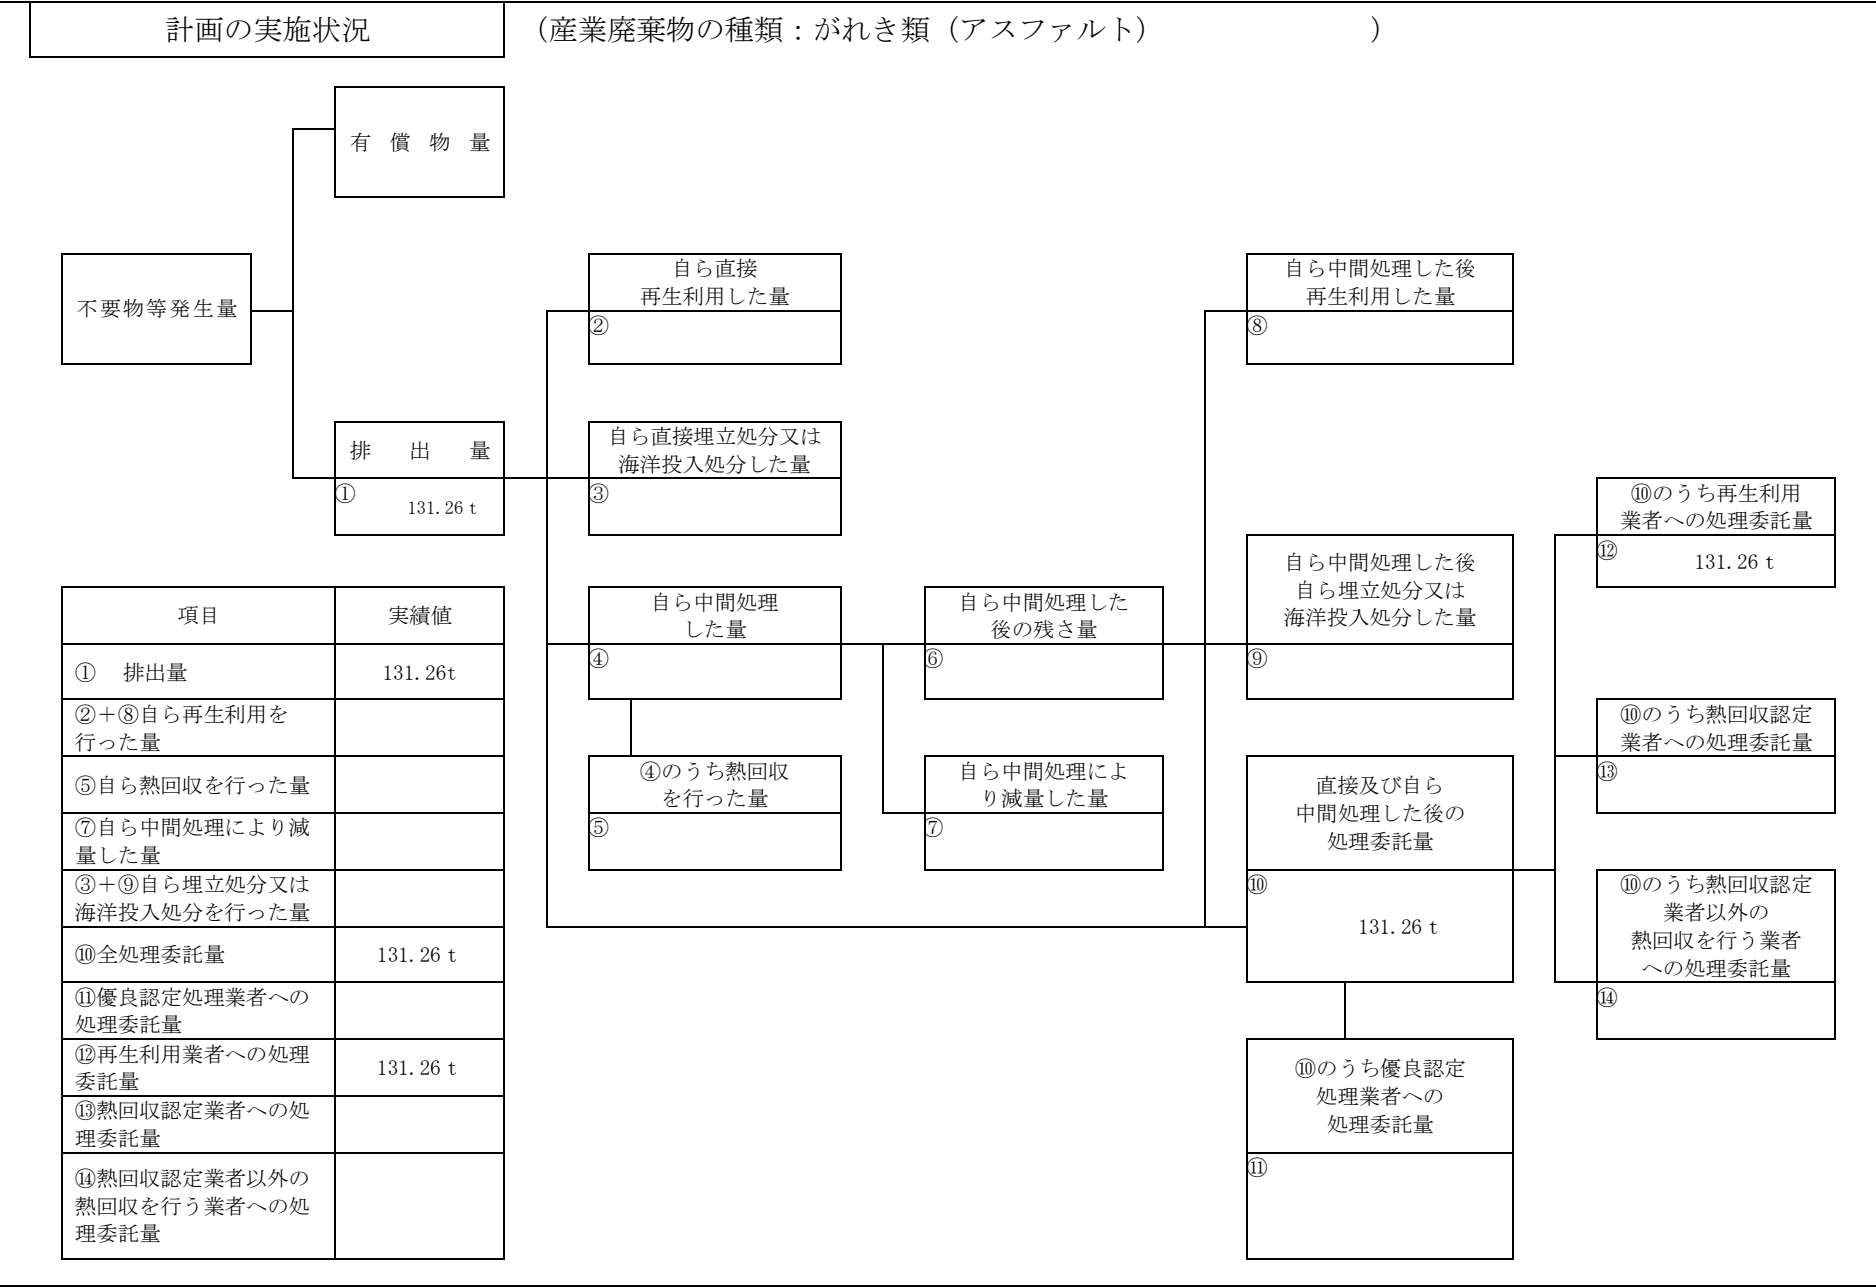 計画の実施状況
（産業廃棄物の種類：がれき類（アスファルト）　　　　　　　　）
有償物量
不要物等発生量
自ら直接
再生利用した量
②
自ら中間処理した後
再生利用した量
⑧
排出量
①
131.26ｔ
自ら直接埋立処分又は
海洋投入処分した量
③
⑩のうち再生利用
業者への処理委託量
⑫
131.26ｔ
自ら中間処理
した量
④
自ら中間処理した
後の残さ量
⑥
自ら中間処理した後
自ら埋立処分又は
海洋投入処分した量
⑨
⑩のうち熱回収認定
業者への処理委託量
⑬
④のうち熱回収
を行った量
⑤
自ら中間処理によ
り減量した量
⑦
直接及び自ら
中間処理した後の
処理委託量
⑩
131.26ｔ
⑩のうち熱回収認定
業者以外の
熱回収を行う業者
への処理委託量
⑭
⑩のうち優良認定
処理業者への
処理委託量
⑪
項目 実績値
①　排出量 131.26t
②＋⑧自ら再生利用を
行った量
⑤自ら熱回収を行った量
⑦自ら中間処理により減
量した量
③＋⑨自ら埋立処分又は
海洋投入処分を行った量
⑩全処理委託量 131.26ｔ
⑪優良認定処理業者への
処理委託量
⑫再生利用業者への処理
委託量 131.26ｔ
⑬熱回収認定業者への処
理委託量
⑭熱回収認定業者以外の
熱回収を行う業者への処
理委託量